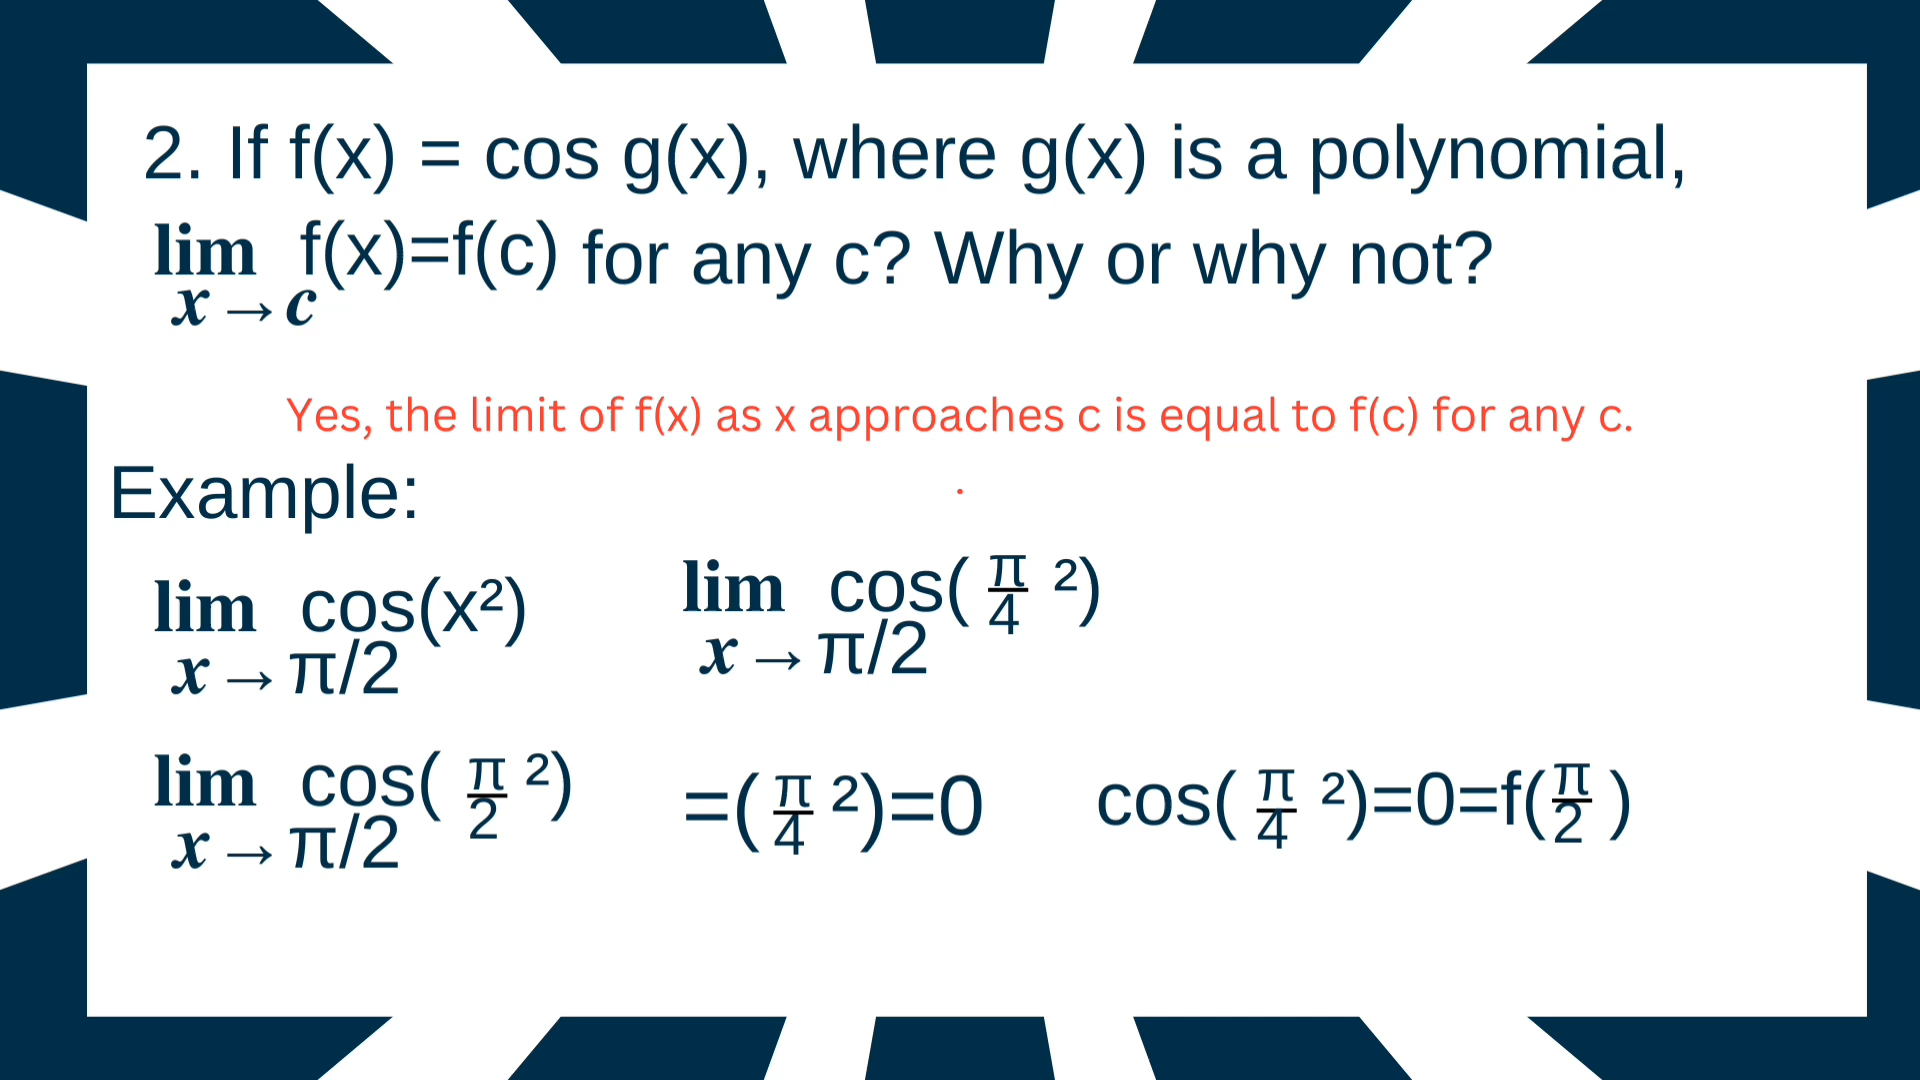 2. If f(x) = cos g(x), where g(x) is a polynomial,
lim f(x)=f(c) for any c? Why or why not?
x→c
Yes, the limit of f(x) as x approaches c is equal to f(c) for any c.
.
Example:
lim cos(x²)
x→π/2
lim cos(π/4 ²)
x→π/2
lim cos(π/2 ²)
x→π/2
=(π/4 ²)=0
cos(π/4 ²)=0=f(π/2)